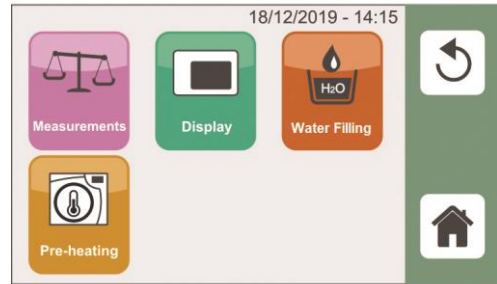 18/12/2019 - 14:15
H2O
Measurements
Display
Water Filling
Pre-heating